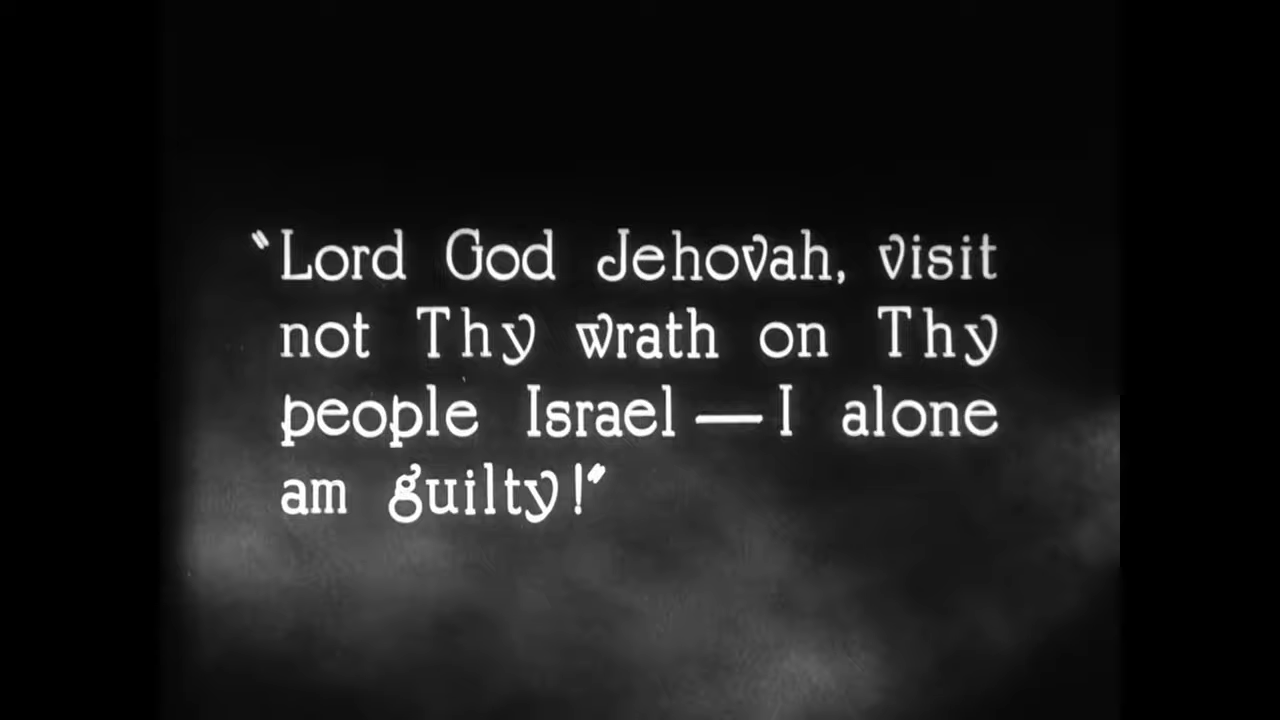 "Lord God Jehovah, visit
not Thy wrath on Thy
people Israel — I alone
am guilty!"